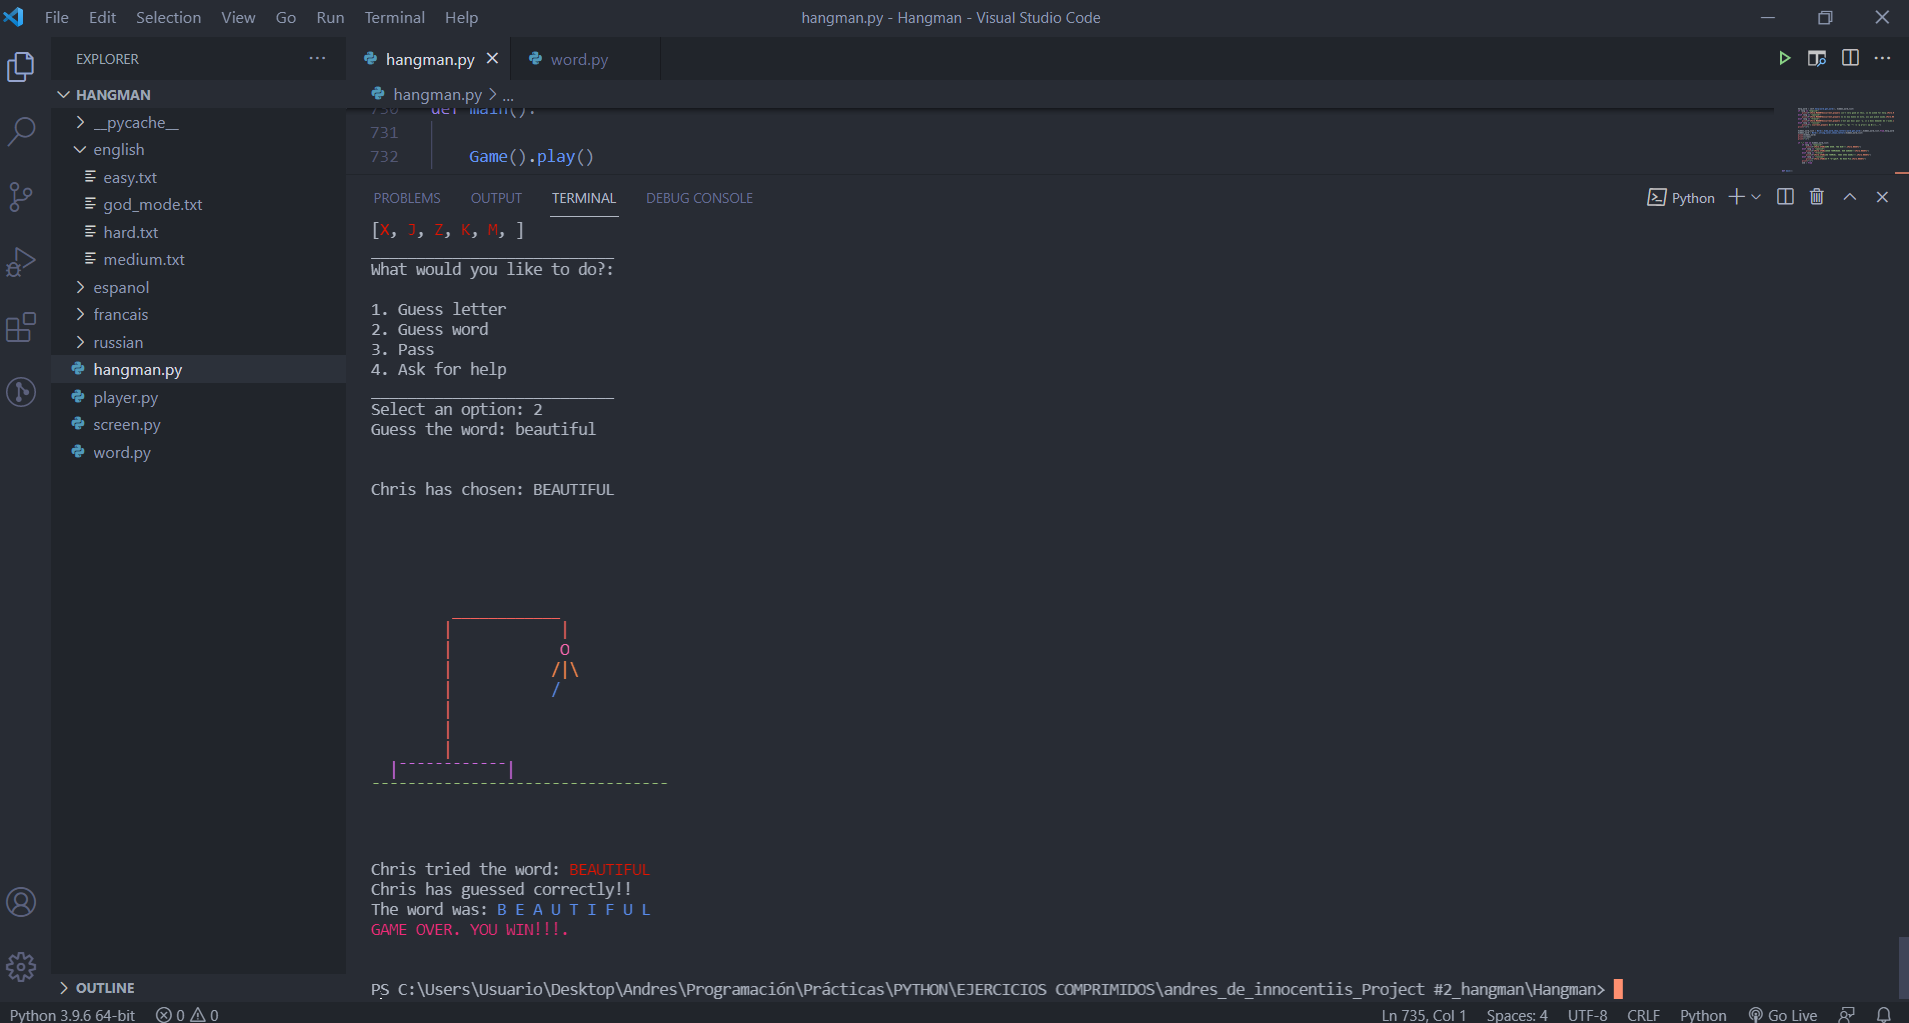 File Edit Selection View Go Run Terminal Help hangman.py - Hangman - Visual Studio Code
EXPLORER ...
HANGMAN
__pycache__
english
easy.txt
god_mode.txt
hard.txt
medium.txt
espanol
francais
russian
hangman.py
player.py
screen.py
word.py
OUTLINE
hangman.py word.py
hangman.py > ...
730 def main():
731
732 Game().play()
PROBLEMS OUTPUT TERMINAL DEBUG CONSOLE Python
[X, J, Z, K, M, ]
What would you like to do?:
1. Guess letter
2. Guess word
3. Pass
4. Ask for help
Select an option: 2
Guess the word: beautiful
Chris has chosen: BEAUTIFUL
O
/|\
/
Chris tried the word: BEAUTIFUL
Chris has guessed correctly!!
The word was: B E A U T I F U L
GAME OVER. YOU WIN!!!.
PS C:\Users\Usuario\Desktop\Andres\Programación\Prácticas\PYTHON\EJERCICIOS COMPRIMIDOS\andres_de_innocentiis_Project #2_hangman\Hangman>
Python 3.9.6 64-bit 0 0 Ln 735, Col 1 Spaces: 4 UTF-8 CRLF Python Go Live